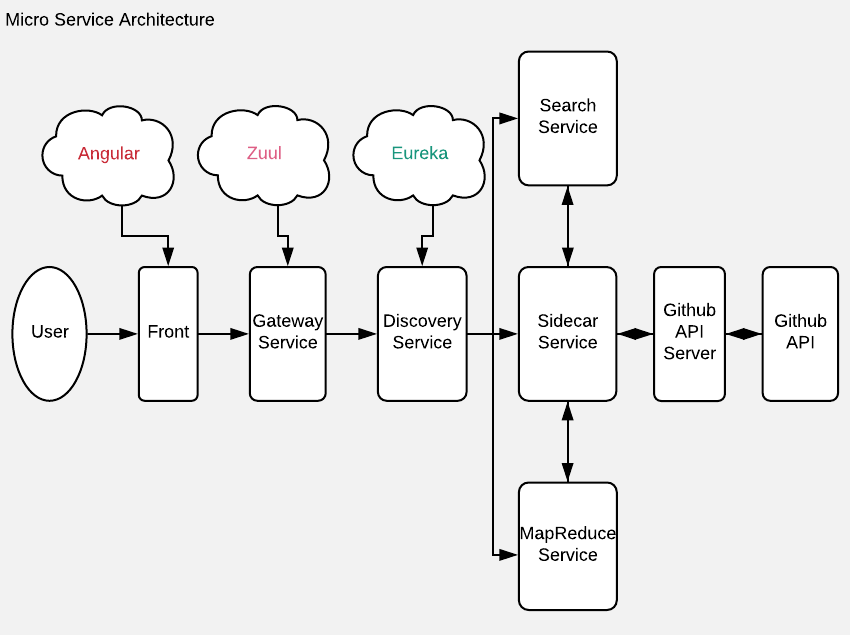 Micro Service Architecture
Search
Service
Angular
Zuul
Eureka
User
Front
Gateway
Service
Discovery
Service
Sidecar
Service
Github
API
Server
Github
API
MapReduce
Service